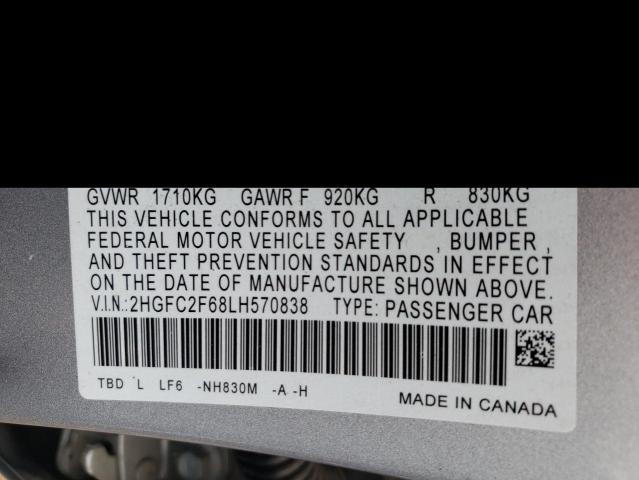 GVWR 1710KG GAWR F 920KG R 830KG
THIS VEHICLE CONFORMS TO ALL APPLICABLE
FEDERAL MOTOR VEHICLE SAFETY , BUMPER ,
AND THEFT PREVENTION STANDARDS IN EFFECT
ON THE DATE OF MANUFACTURE SHOWN ABOVE.
V.I.N.:2HGFC2F68LH570838 TYPE: PASSENGER CAR
TBD L LF6 -NH830M -A -H
MADE IN CANADA